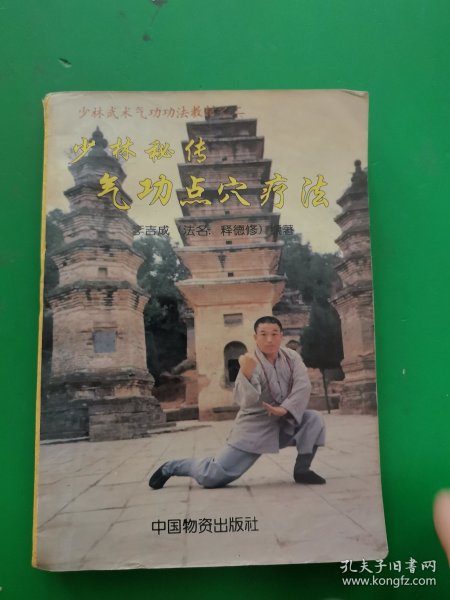 少林武术气功功法教材之二
少林秘传
气功点穴疗法
李吉成（法名：释德修）编著
中国物资出版社
孔夫子旧书网
www.kongfz.com